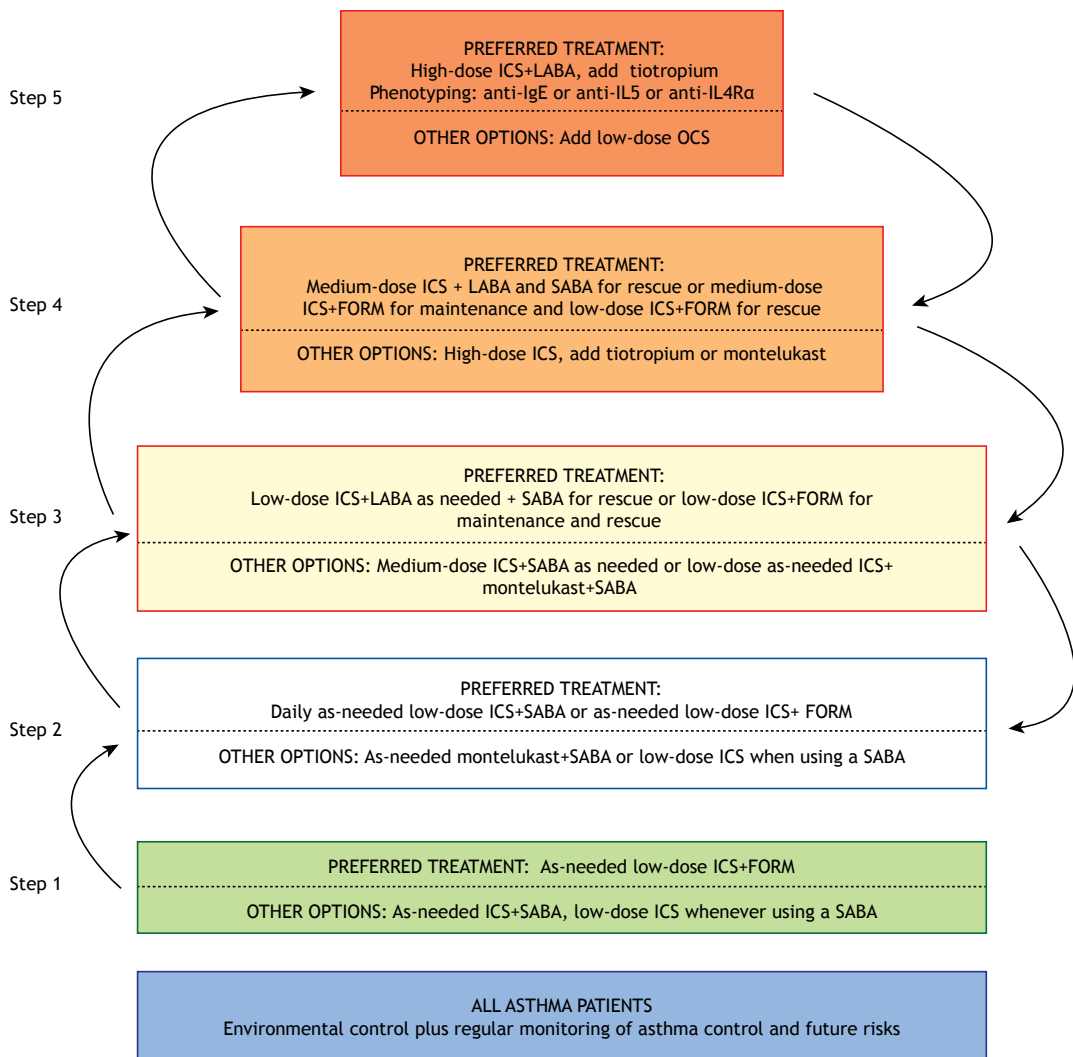 Step 5
PREFERRED TREATMENT:
High-dose ICS+LABA, add tiotropium
Phenotyping: anti-IgE or anti-IL5 or anti-IL4Rα
OTHER OPTIONS: Add low-dose OCS
Step 4
PREFERRED TREATMENT:
Medium-dose ICS + LABA and SABA for rescue or medium-dose
ICS+FORM for maintenance and low-dose ICS+FORM for rescue
OTHER OPTIONS: High-dose ICS, add tiotropium or montelukast
Step 3
PREFERRED TREATMENT:
Low-dose ICS+LABA as needed + SABA for rescue or low-dose ICS+FORM for
maintenance and rescue
OTHER OPTIONS: Medium-dose ICS+SABA as needed or low-dose as-needed ICS+
montelukast+SABA
Step 2
PREFERRED TREATMENT:
Daily as-needed low-dose ICS+SABA or as-needed low-dose ICS+ FORM
OTHER OPTIONS: As-needed montelukast+SABA or low-dose ICS when using a SABA
Step 1
PREFERRED TREATMENT: As-needed low-dose ICS+FORM
OTHER OPTIONS: As-needed ICS+SABA, low-dose ICS whenever using a SABA
ALL ASTHMA PATIENTS
Environmental control plus regular monitoring of asthma control and future risks